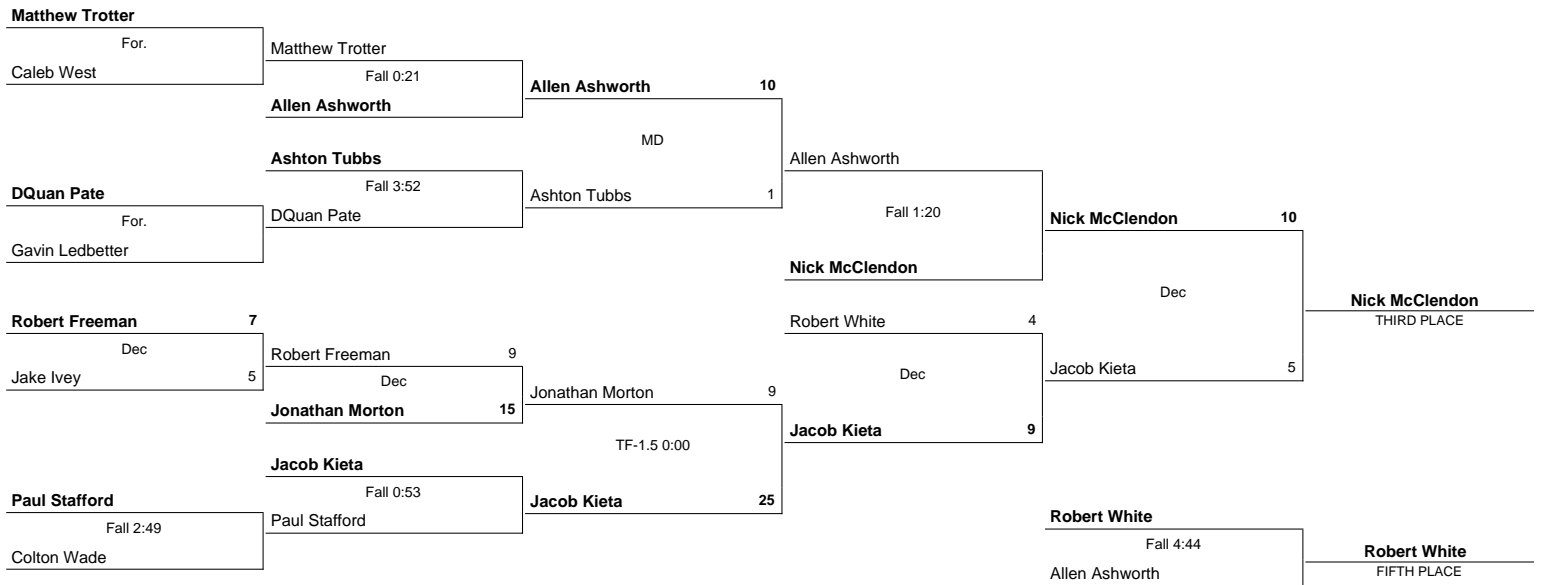 Matthew Trotter
For.
Caleb West
Matthew Trotter
Fall 0:21
Allen Ashworth
Allen Ashworth 10
MD
Ashton Tubbs 1
Ashton Tubbs
Fall 3:52
DQuan Pate
DQuan Pate
For.
Gavin Ledbetter
Allen Ashworth
Fall 1:20
Nick McClendon
Nick McClendon 10
Dec
Jacob Kieta 5
Nick McClendon
THIRD PLACE
Robert Freeman 7
Dec
Jake Ivey 5
Robert Freeman 9
Dec
Jonathan Morton 15
Jonathan Morton 9
TF-1.5 0:00
Jacob Kieta 25
Robert White 4
Dec
Jacob Kieta 9
Jacob Kieta
Fall 0:53
Paul Stafford
Paul Stafford
Fall 2:49
Colton Wade
Robert White
Fall 4:44
Allen Ashworth
Robert White
FIFTH PLACE